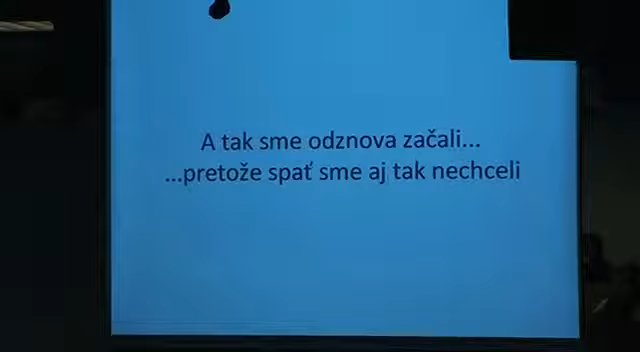 A tak sme odznova začali...
...pretože spať sme aj tak nechceli